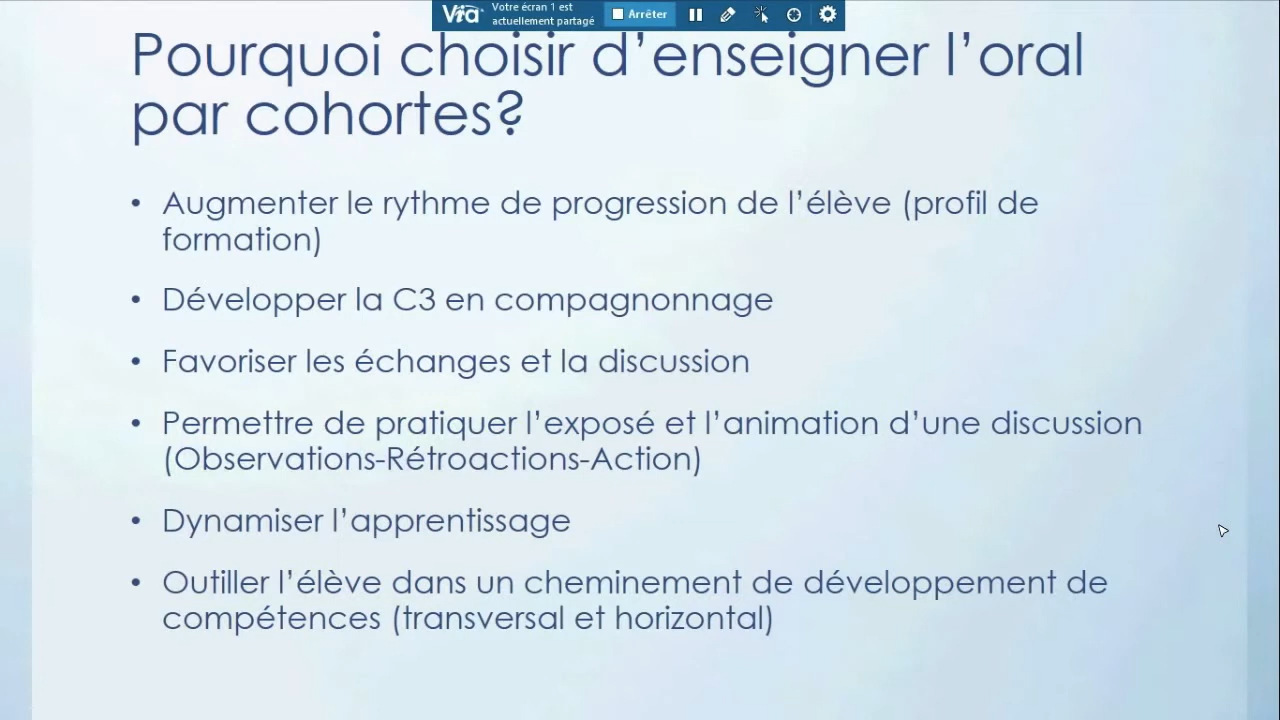 Via
Votre écran 1 est
actuellement partagé
Arrêter
Pourquoi choisir d’enseigner l’oral
par cohortes?
• Augmenter le rythme de progression de l’élève (profil de
formation)
• Développer la C3 en compagnonnage
• Favoriser les échanges et la discussion
• Permettre de pratiquer l’exposé et l’animation d’une discussion
(Observations-Rétroactions-Action)
• Dynamiser l’apprentissage
• Outiller l’élève dans un cheminement de développement de
compétences (transversal et horizontal)